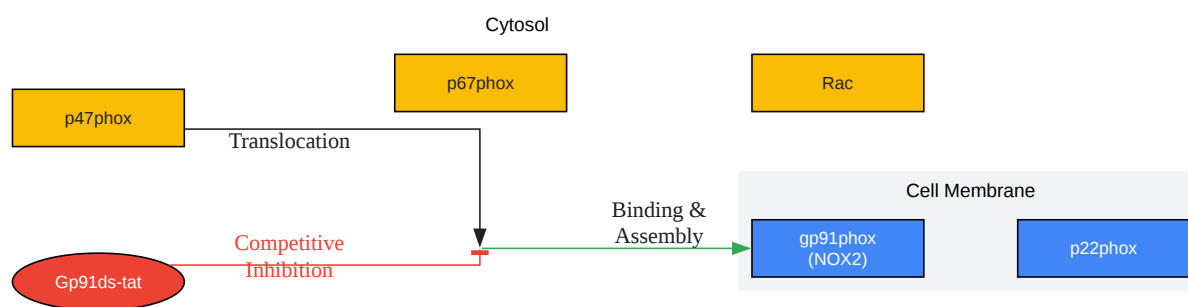 Cytosol
p67phox
Rac
p47phox
Translocation
Cell Membrane
Binding &
Assembly
gp91phox
(NOX2)
p22phox
Competitive
Inhibition
Gp91ds-tat